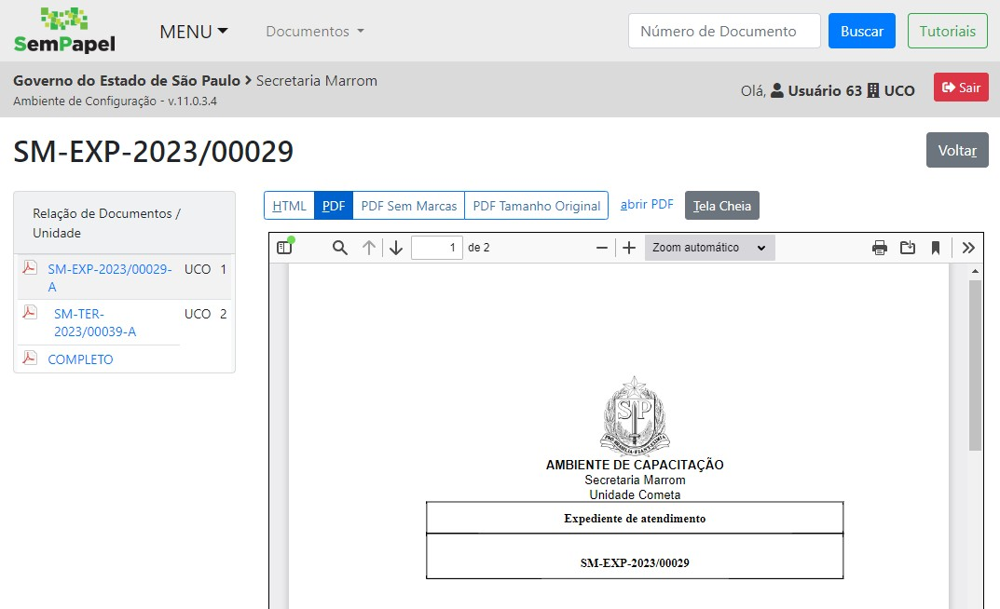 SemPapel
MENU
Documentos
Número de Documento
Buscar
Tutoriais
Governo do Estado de São Paulo > Secretaria Marrom
Ambiente de Configuração - v.11.0.3.4
Olá, Usuário 63 UCO
Sair
SM-EXP-2023/00029
Voltar
Relação de Documentos /
Unidade
SM-EXP-2023/00029-
A
UCO 1
SM-TER-
2023/00039-A
UCO 2
COMPLETO
HTML PDF PDF Sem Marcas PDF Tamanho Original abrir PDF Tela Cheia
1 de 2
Zoom automático
SP
AMBIENTE DE CAPACITAÇÃO
Secretaria Marrom
Unidade Cometa
Expediente de atendimento
SM-EXP-2023/00029